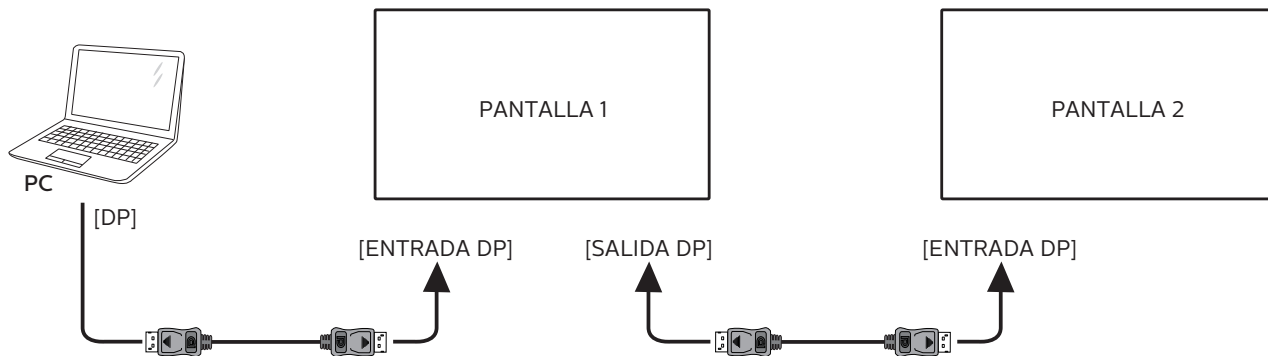 PANTALLA 1
PANTALLA 2
PC
[DP]
[ENTRADA DP]
[SALIDA DP]
[ENTRADA DP]